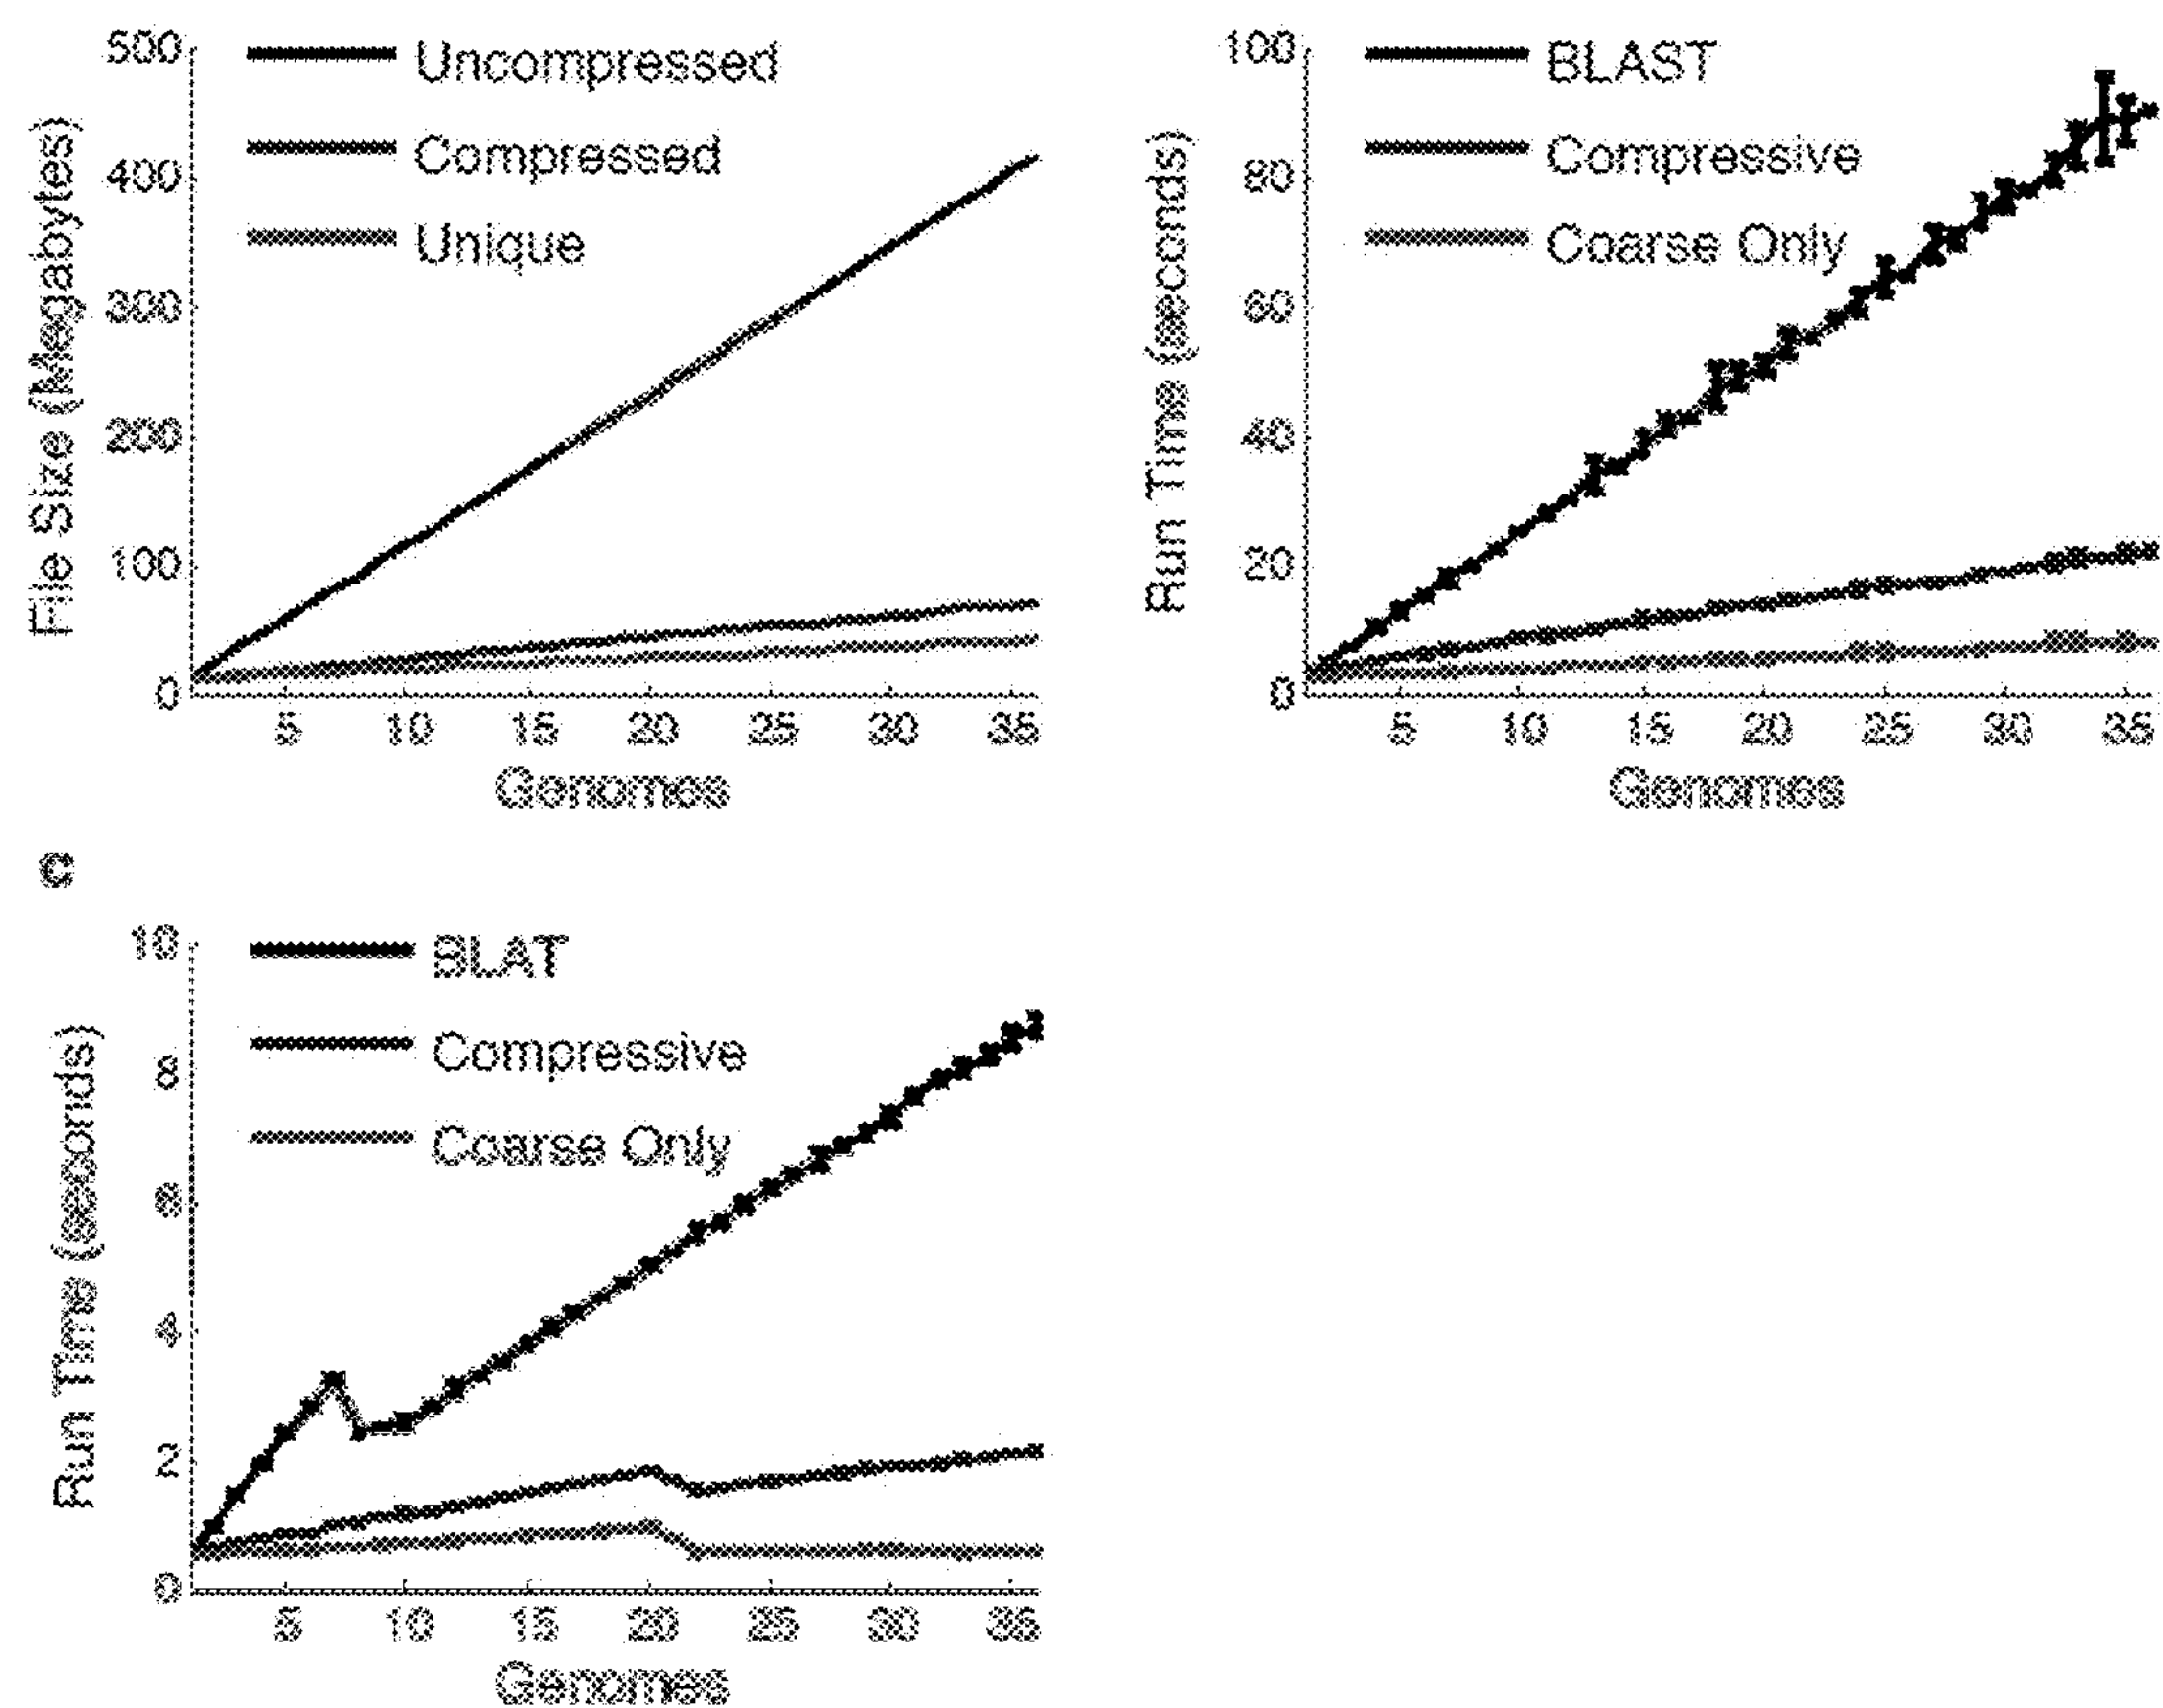 500
400
300
200
100
0
File Size (Megabytes)
Uncompressed
Compressed
Unique
5 10 15 20 25 30 35
Genomes
100
80
60
40
20
0
Run Time (seconds)
BLAST
Compressive
Coarse Only
5 10 15 20 25 30 35
Genomes
c
10
8
6
4
2
0
Run Time (seconds)
BLAT
Compressive
Coarse Only
5 10 15 20 25 30 35
Genomes